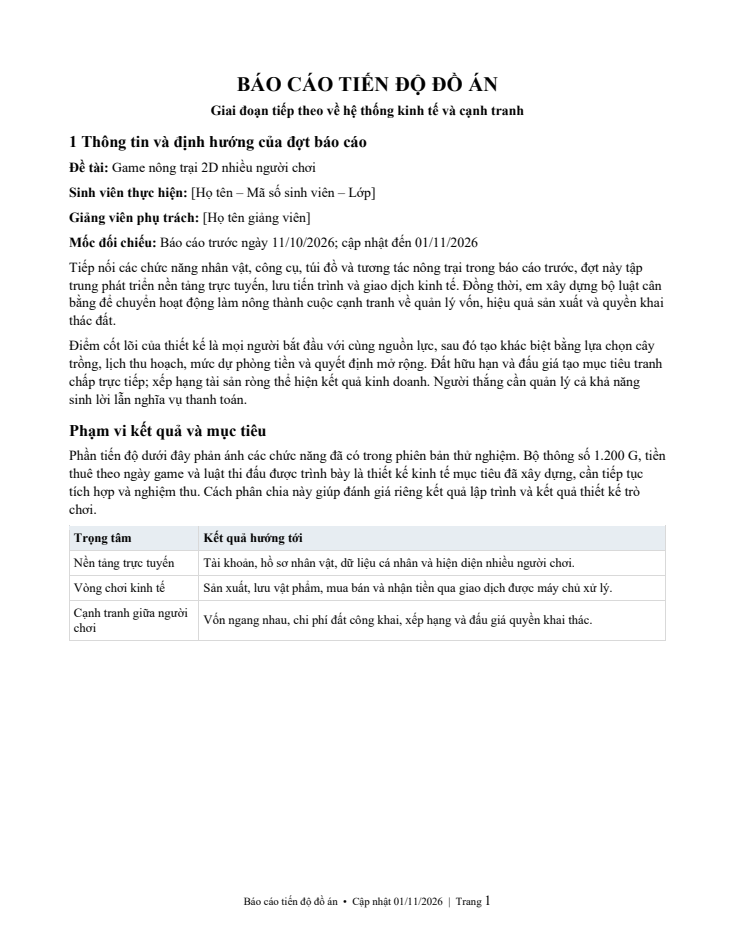 BÁO CÁO TIẾN ĐỘ ĐỒ ÁN
Giai đoạn tiếp theo về hệ thống kinh tế và cạnh tranh
1 Thông tin và định hướng của đợt báo cáo
Đề tài: Game nông trại 2D nhiều người chơi
Sinh viên thực hiện: [Họ tên – Mã số sinh viên – Lớp]
Giảng viên phụ trách: [Họ tên giảng viên]
Mốc đối chiếu: Báo cáo trước ngày 11/10/2026; cập nhật đến 01/11/2026
Tiếp nối các chức năng nhân vật, công cụ, túi đồ và tương tác nông trại trong báo cáo trước, đợt này tập
trung phát triển nền tảng trực tuyến, lưu tiến trình và giao dịch kinh tế. Đồng thời, em xây dựng bộ luật cân
bằng để chuyển hoạt động làm nông thành cuộc cạnh tranh về quản lý vốn, hiệu quả sản xuất và quyền khai
thác đất.
Điểm cốt lõi của thiết kế là mọi người bắt đầu với cùng nguồn lực, sau đó tạo khác biệt bằng lựa chọn cây
trồng, lịch thu hoạch, mức dự phòng tiền và quyết định mở rộng. Đất hữu hạn và đấu giá tạo mục tiêu tranh
chấp trực tiếp; xếp hạng tài sản ròng thể hiện kết quả kinh doanh. Người thắng cần quản lý cả khả năng
sinh lời lẫn nghĩa vụ thanh toán.
Phạm vi kết quả và mục tiêu
Phần tiến độ dưới đây phản ánh các chức năng đã có trong phiên bản thử nghiệm. Bộ thông số 1.200 G, tiền
thuê theo ngày game và luật thi đấu được trình bày là thiết kế kinh tế mục tiêu đã xây dựng, cần tiếp tục
tích hợp và nghiệm thu. Cách phân chia này giúp đánh giá riêng kết quả lập trình và kết quả thiết kế trò
chơi.
Trọng tâm Kết quả hướng tới
Nền tảng trực tuyến Tài khoản, hồ sơ nhân vật, dữ liệu cá nhân và hiện diện nhiều người chơi.
Vòng chơi kinh tế Sản xuất, lưu vật phẩm, mua bán và nhận tiền qua giao dịch được máy chủ xử lý.
Cạnh tranh giữa người
chơi Vốn ngang nhau, chi phí đất công khai, xếp hạng và đấu giá quyền khai thác.
Báo cáo tiến độ đồ án • Cập nhật 01/11/2026 | Trang 1